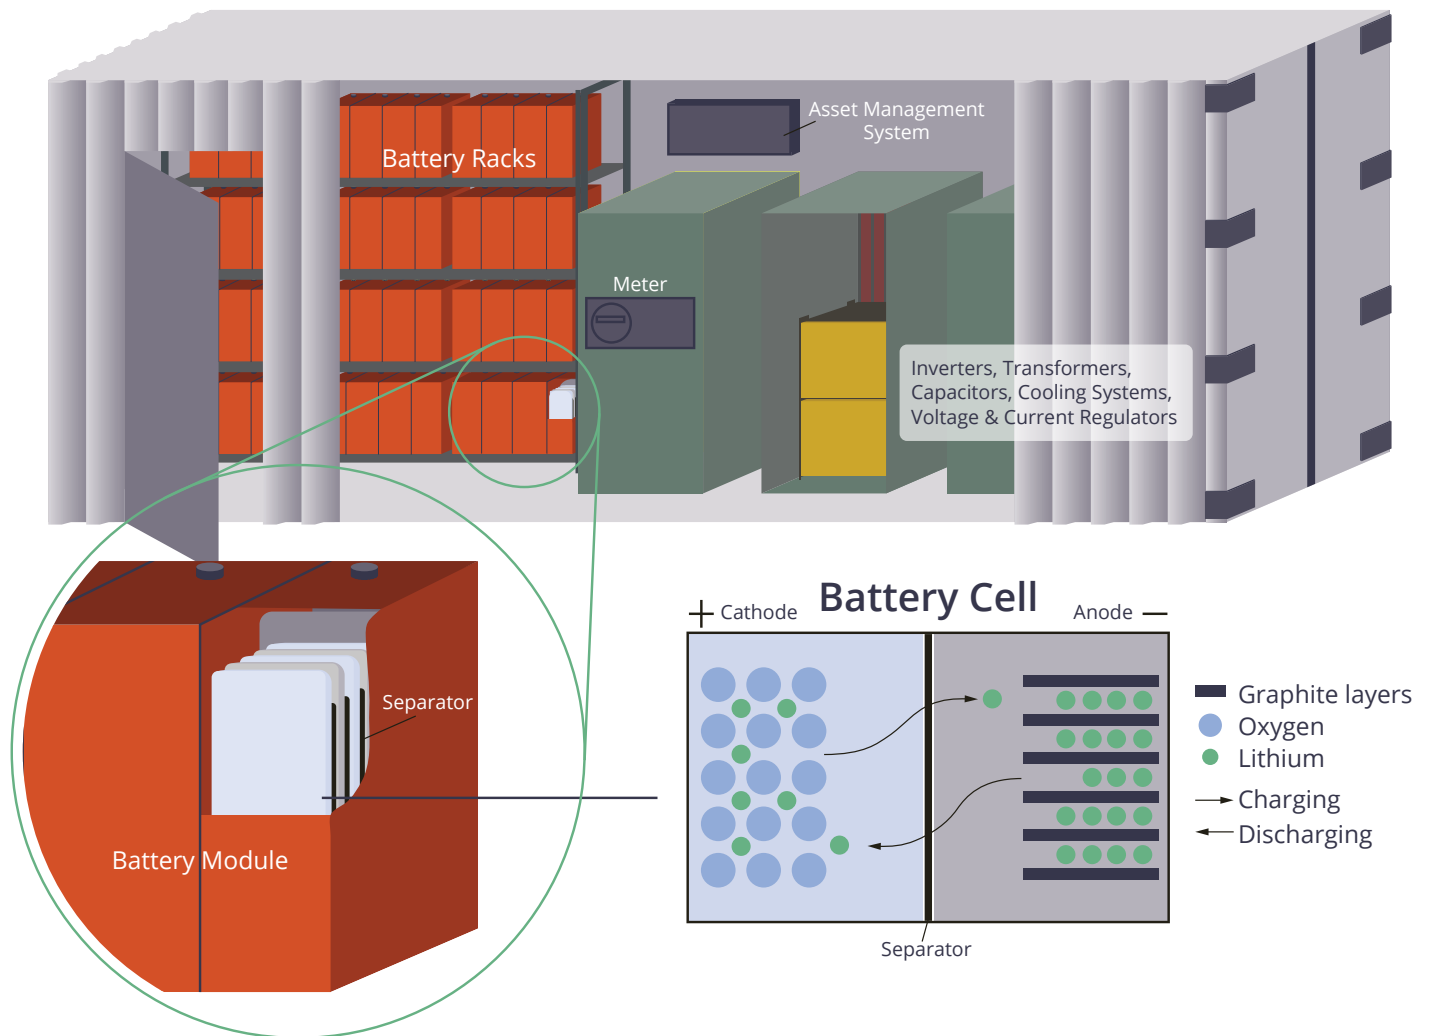 Asset Management
System
Battery Racks
Meter
Inverters, Transformers,
Capacitors, Cooling Systems,
Voltage & Current Regulators
Separator
Battery Module
Battery Cell
+ Cathode
Anode —
Graphite layers
Oxygen
Lithium
Charging
Discharging
Separator